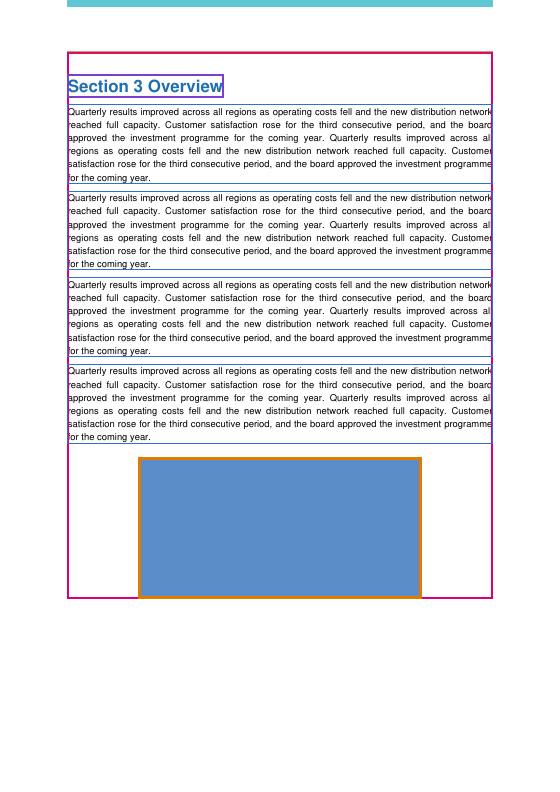 Section 3 Overview
Quarterly results improved across all regions as operating costs fell and the new distribution network
reached full capacity. Customer satisfaction rose for the third consecutive period, and the board
approved the investment programme for the coming year. Quarterly results improved across all
regions as operating costs fell and the new distribution network reached full capacity. Customer
satisfaction rose for the third consecutive period, and the board approved the investment programme
for the coming year.
Quarterly results improved across all regions as operating costs fell and the new distribution network
reached full capacity. Customer satisfaction rose for the third consecutive period, and the board
approved the investment programme for the coming year. Quarterly results improved across all
regions as operating costs fell and the new distribution network reached full capacity. Customer
satisfaction rose for the third consecutive period, and the board approved the investment programme
for the coming year.
Quarterly results improved across all regions as operating costs fell and the new distribution network
reached full capacity. Customer satisfaction rose for the third consecutive period, and the board
approved the investment programme for the coming year. Quarterly results improved across all
regions as operating costs fell and the new distribution network reached full capacity. Customer
satisfaction rose for the third consecutive period, and the board approved the investment programme
for the coming year.
Quarterly results improved across all regions as operating costs fell and the new distribution network
reached full capacity. Customer satisfaction rose for the third consecutive period, and the board
approved the investment programme for the coming year. Quarterly results improved across all
regions as operating costs fell and the new distribution network reached full capacity. Customer
satisfaction rose for the third consecutive period, and the board approved the investment programme
for the coming year.